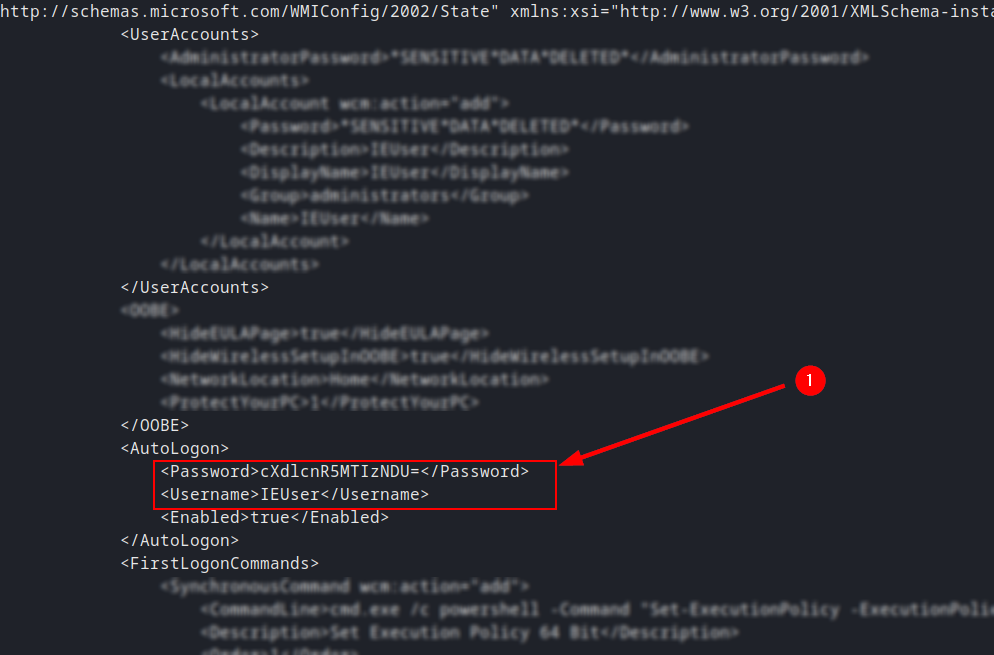 http://schemas.microsoft.com/WMIConfig/2002/State" xmlns:xsi="http://www.w3.org/2001/XMLSchema-insta
<UserAccounts>
<AdministratorPassword>*SENSITIVE*DATA*DELETED*</AdministratorPassword>
<LocalAccounts>
<LocalAccount wcm:action="add">
<Password>*SENSITIVE*DATA*DELETED*</Password>
<Description>IEUser</Description>
<DisplayName>IEUser</DisplayName>
<Group>administrators</Group>
<Name>IEUser</Name>
</LocalAccount>
</LocalAccounts>
</UserAccounts>
<OOBE>
<HideEULAPage>true</HideEULAPage>
<HideWirelessSetupInOOBE>true</HideWirelessSetupInOOBE>
<NetworkLocation>Home</NetworkLocation>
<ProtectYourPC>1</ProtectYourPC>
</OOBE>
1
<AutoLogon>
<Password>cXdlcnR5MTIzNDU=</Password>
<Username>IEUser</Username>
<Enabled>true</Enabled>
</AutoLogon>
<FirstLogonCommands>
<SynchronousCommand wcm:action="add">
<CommandLine>cmd.exe /c powershell -Command "Set-ExecutionPolicy -ExecutionPolic
<Description>Set Execution Policy 64 Bit</Description>